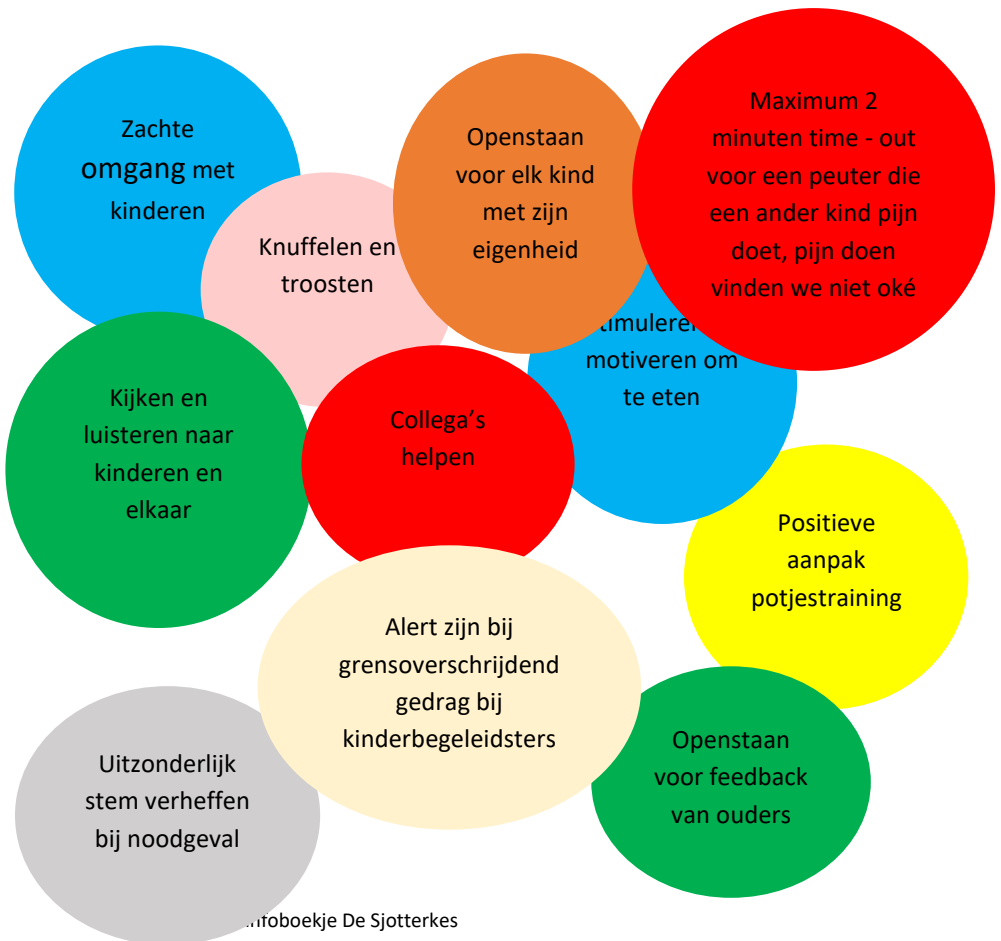 Zachte
omgang met
kinderen
Knuffelen en
troosten
Openstaan
voor elk kind
met zijn
eigenheid
Maximum 2
minuten time - out
voor een peuter die
een ander kind pijn
doet, pijn doen
vinden we niet oké
motiveren om
te eten
Kijken en
luisteren naar
kinderen en
elkaar
Collega's
helpen
Positieve
aanpak
potjestraining
Alert zijn bij
grensoverschrijdend
gedrag bij
kinderbegeleidsters
Openstaan
voor feedback
van ouders
Uitzonderlijk
stem verheffen
bij noodgeval
De Sjotterkes